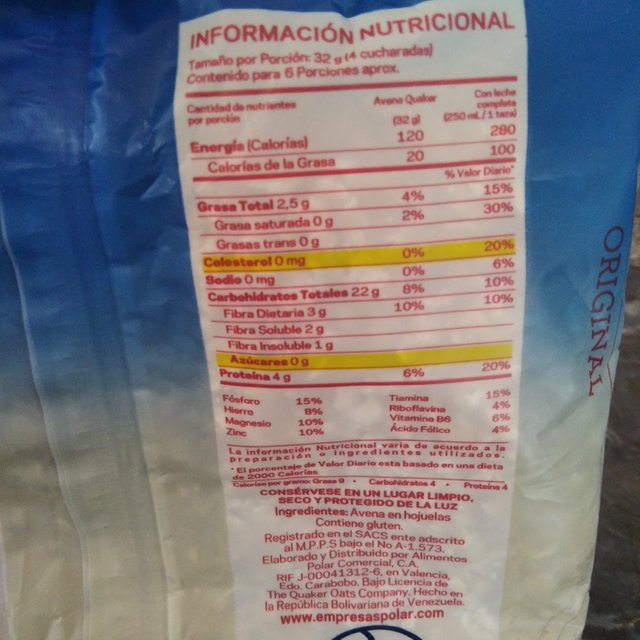 INFORMACIÓN NUTRICIONAL
Tamaño por Porción: 32 g (4 cucharadas)
Contenido para 6 Porciones aprox.
Cantidad de nutrientes por porción Avena Quaker (32 g) Con leche completa (250 mL / 1 taza)
Energía (Calorías) 120 280
Calorías de la Grasa 20 100
% Valor Diario*
Grasa Total 2,5 g 4% 15%
Grasa saturada 0 g 2% 30%
Grasas trans 0 g
Colesterol 0 mg 0% 20%
Sodio 0 mg 0% 6%
Carbohidratos Totales 22 g 8% 10%
Fibra Dietaria 3 g 10% 10%
Fibra Soluble 2 g
Fibra Insoluble 1 g
Azúcares 0 g
Proteína 4 g 6% 20%
Fósforo 15% Tiamina 15%
Hierro 8% Riboflavina 4%
Magnesio 10% Vitamina B6 6%
Zinc 10% Ácido Fólico 4%
La información Nutricional varia de acuerdo a la
preparación o ingredientes utilizados.
* El porcentaje de Valor Diario esta basado en una dieta
de 2000 Calorías
Calorías por gramo: Grasa 9 • Carbohidratos 4 • Proteína 4
CONSÉRVESE EN UN LUGAR LIMPIO,
SECO Y PROTEGIDO DE LA LUZ
Ingredientes: Avena en hojuelas
Contiene gluten.
Registrado en el SACS ente adscrito
al M.P.P.S bajo el No A-1.573.
Elaborado y Distribuido por Alimentos
Polar Comercial, C.A.
RIF J-00041312-6, en Valencia,
Edo. Carabobo. Bajo Licencia de
The Quaker Oats Company. Hecho en
la República Bolivariana de Venezuela.
www.empresaspolar.com
ORIGINAL